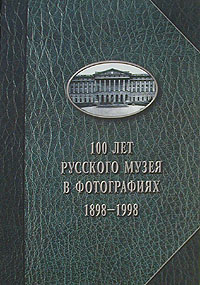 100 ЛЕТ
РУССКОГО МУЗЕЯ
В ФОТОГРАФИЯХ
1898-1998